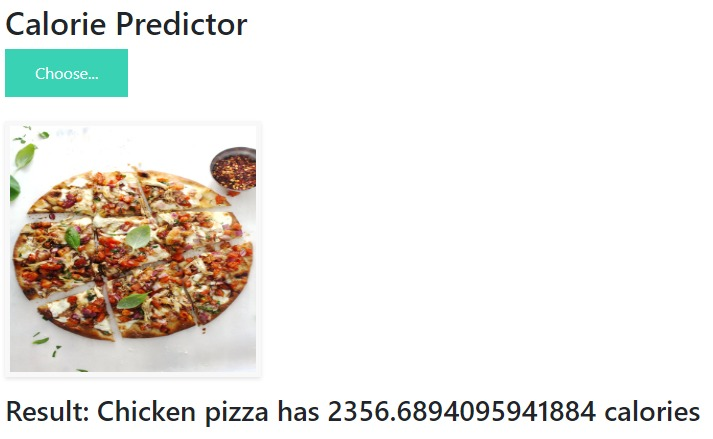 Calorie Predictor
Choose...
Result: Chicken pizza has 2356.6894095941884 calories